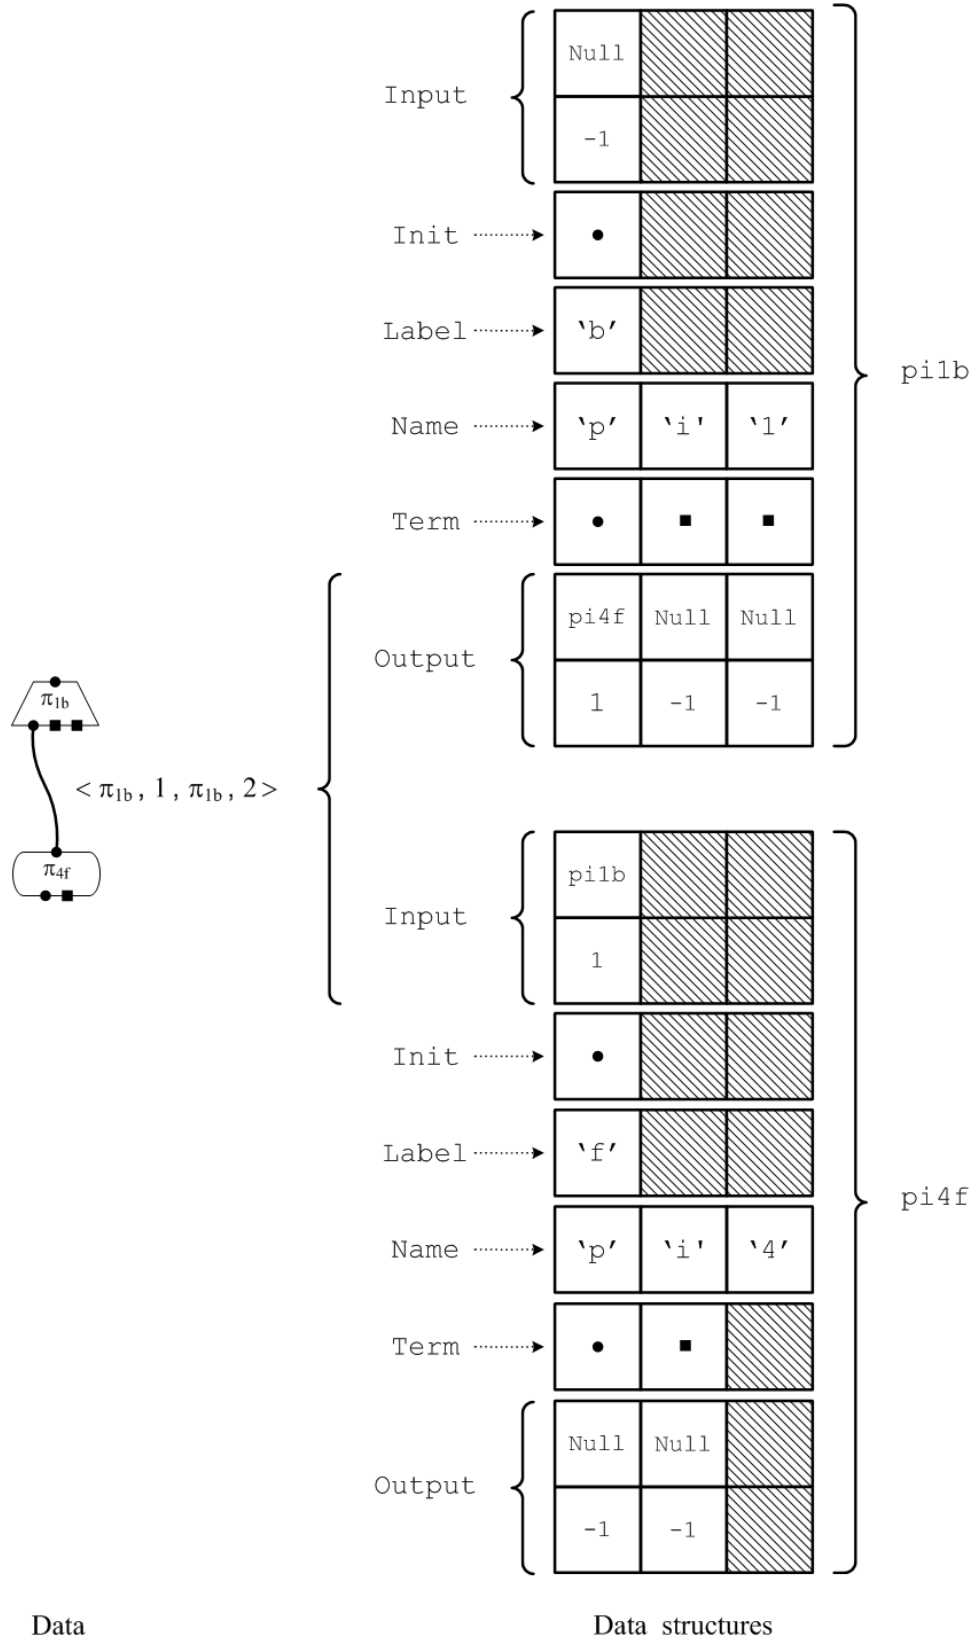 Null
Input
-1
Init
Label ‘b’
pi1b
Name ‘p’ ‘i' ‘1’
Term
pi4f Null Null
Output
π1b
1 -1 -1
< π1b , 1 , π1b , 2 >
π4f
pi1b
Input
1
Init
Label ‘f’
pi4f
Name ‘p’ ‘i' ‘4’
Term
Null Null
Output
-1 -1
Data Data structures